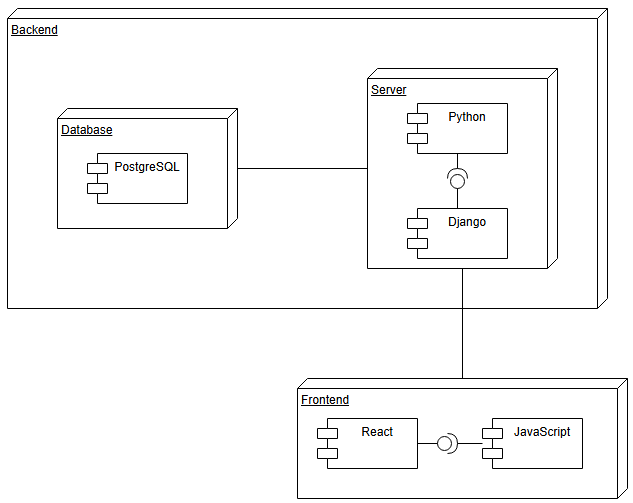 Backend
Server
Python
Database
PostgreSQL
Django
Frontend
React
JavaScript